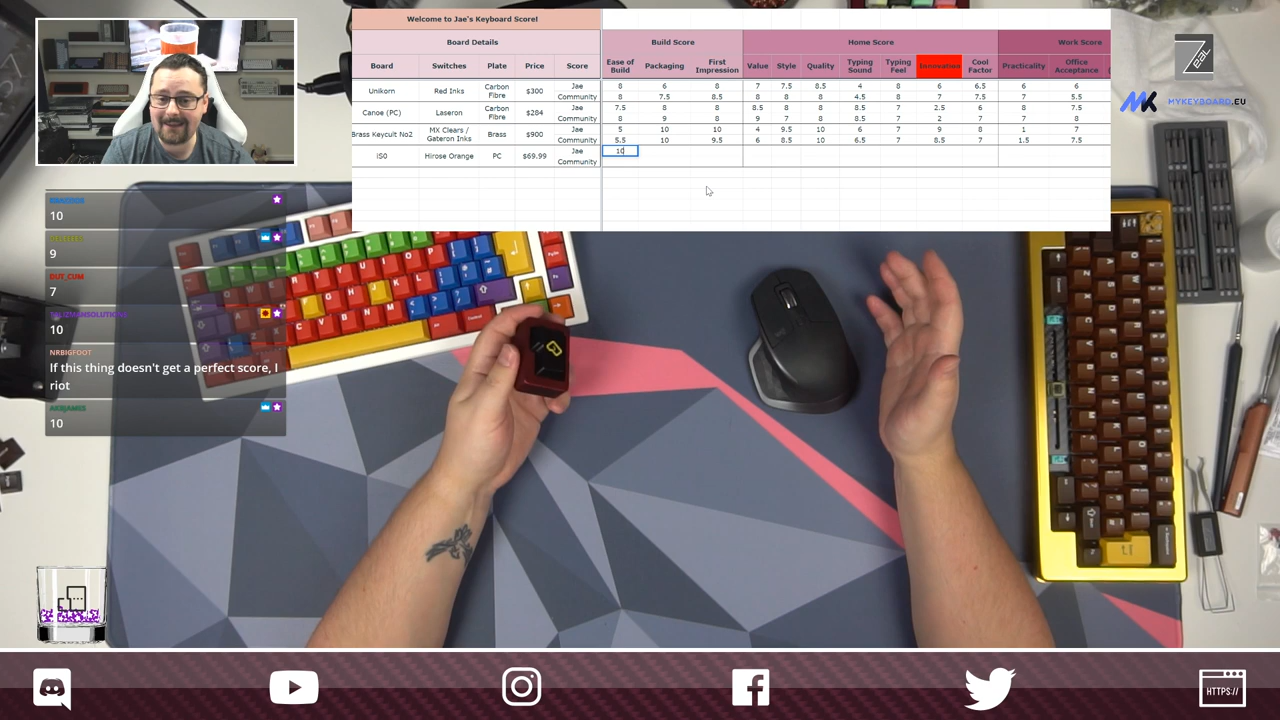 Welcome to Jae's Keyboard Score!
Board Details Build Score Home Score Work Score
Board Switches Plate Price Score Ease of Build Packaging First Impression Value Style Quality Typing Sound Typing Feel Innovation Cool Factor Practicality Office Acceptance
Unikorn Red Inks Carbon Fibre $300 Jae 8 6 8 7 7.5 8.5 4 8 6 6.5 6 6
Community 8 7.5 8.5 8 8 8 4.5 7 7.5 7 5.5
Canoe (PC) Laseron Carbon Fibre $284 Jae 7.5 8 8 8.5 8 8 8 7 2.5 6 8 7.5
Community 8 9 8 9 7 8 8.5 7 2 7 7 8
Brass Keycult No2 MX Clears / Gateron Inks Brass $900 Jae 5 10 10 4 9.5 10 6 7 9 8 1 7
Community 5.5 10 9.5 6 8.5 10 6.5 7 8.5 7 1.5 7.5
ISO Hirose Orange PC $69.99 Jae 10
Community
10
9
7
10
NRBIGFOOT
If this thing doesn't get a perfect score, I
riot
AKBJAMES
10
Zeal
MK MYKEYBOARD.EU
HTTPS://